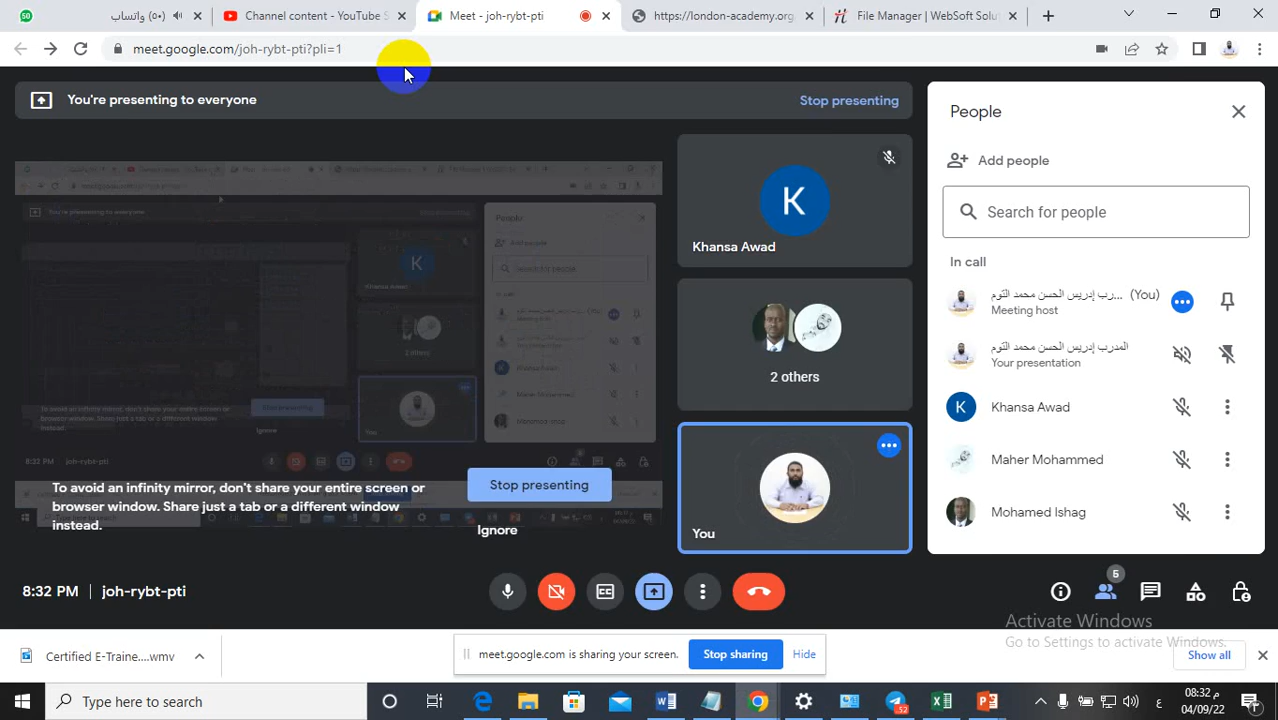 50
(٥٠) واتساب
Channel content - YouTube S
Meet - joh-rybt-pti
https://london-academy.org.
File Manager | WebSoft Solu
meet.google.com/joh-rybt-pti?pli=1
You're presenting to everyone
Stop presenting
K
Khansa Awad
2 others
You
To avoid an infinity mirror, don't share your entire screen or
browser window. Share just a tab or a different window
instead.
Stop presenting
Ignore
People
Add people
Search for people
In call
...رب إدريس الحسن محمد التوم (You)
Meeting host
المدرب إدريس الحسن محمد التوم
Your presentation
K
Khansa Awad
Maher Mohammed
Mohamed Ishag
8:32 PM | joh-rybt-pti
CC
5
Activate Windows
Go to Settings to activate Windows.
Certified E-Traine....wmv
meet.google.com is sharing your screen.
Stop sharing
Hide
Show all
Type here to search
52
ع
08:32 م
04/09/22